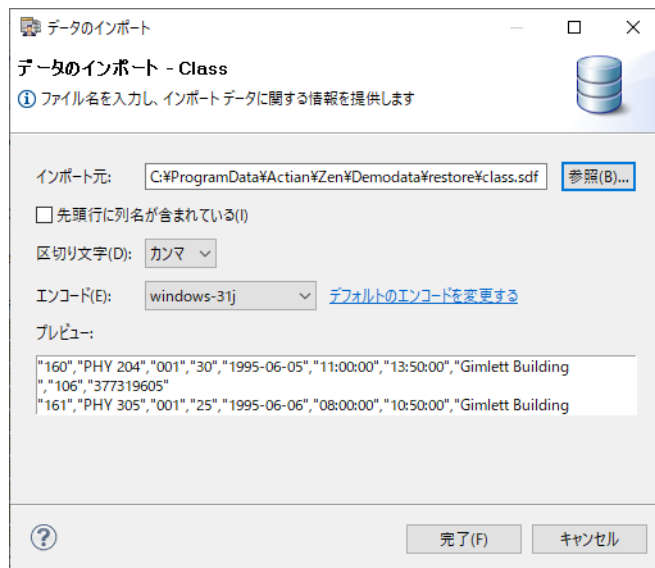 データのインポート
データのインポート - Class
ファイル名を入力し、インポートデータに関する情報を提供します
インポート元: C:¥ProgramData¥Actian¥Zen¥Demodata¥restore¥class.sdf 参照(B)...
先頭行に列名が含まれている(I)
区切り文字(D): カンマ
エンコード(E): windows-31j デフォルトのエンコードを変更する
プレビュー:
"160","PHY 204","001","30","1995-06-05","11:00:00","13:50:00","Gimlett Building
","106","377319605"
"161","PHY 305","001","25","1995-06-06","08:00:00","10:50:00","Gimlett Building
? 完了(F) キャンセル